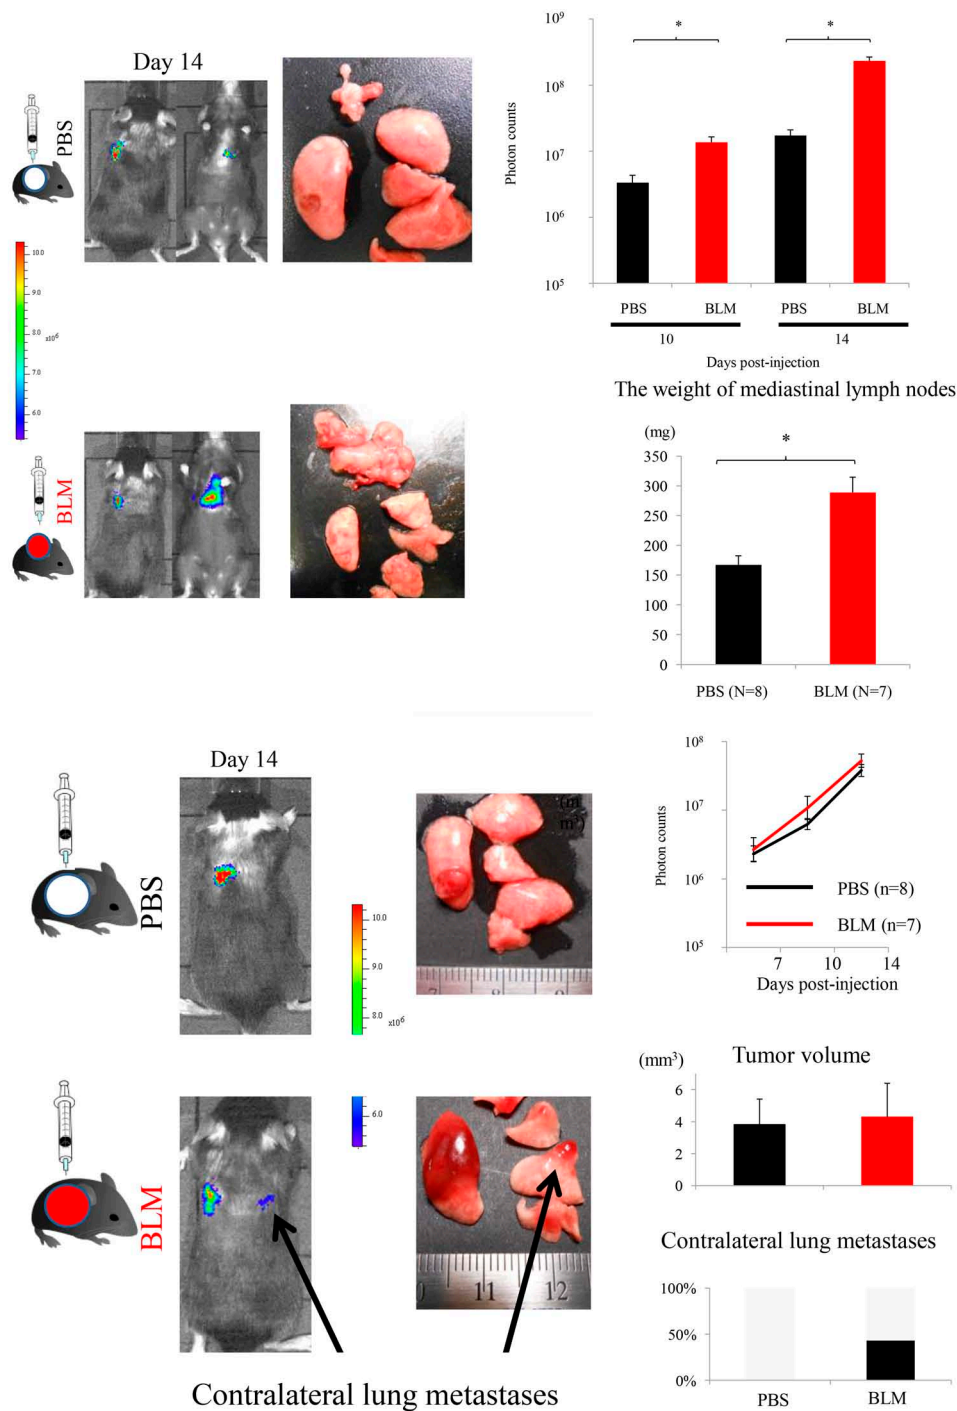 Day 14
PBS
10.0
9.0
8.0
x10⁶
7.0
6.0
BLM
Photon counts
10⁹
10⁸
10⁷
10⁶
10⁵
*
*
PBS
BLM
PBS
BLM
10
14
Days post-injection
The weight of mediastinal lymph nodes
(mg)
*
350
300
250
200
150
100
50
0
PBS (N=8)
BLM (N=7)
Day 14
PBS
10.0
9.0
8.0
x10⁶
(m
m³)
7
8
9
Photon counts
10⁸
10⁷
10⁶
10⁵
PBS (n=8)
BLM (n=7)
7
10
14
Days post-injection
BLM
6.0
11
12
Tumor volume
(mm³)
6
4
2
0
Contralateral lung metastases
100%
50%
0%
PBS
BLM
Contralateral lung metastases